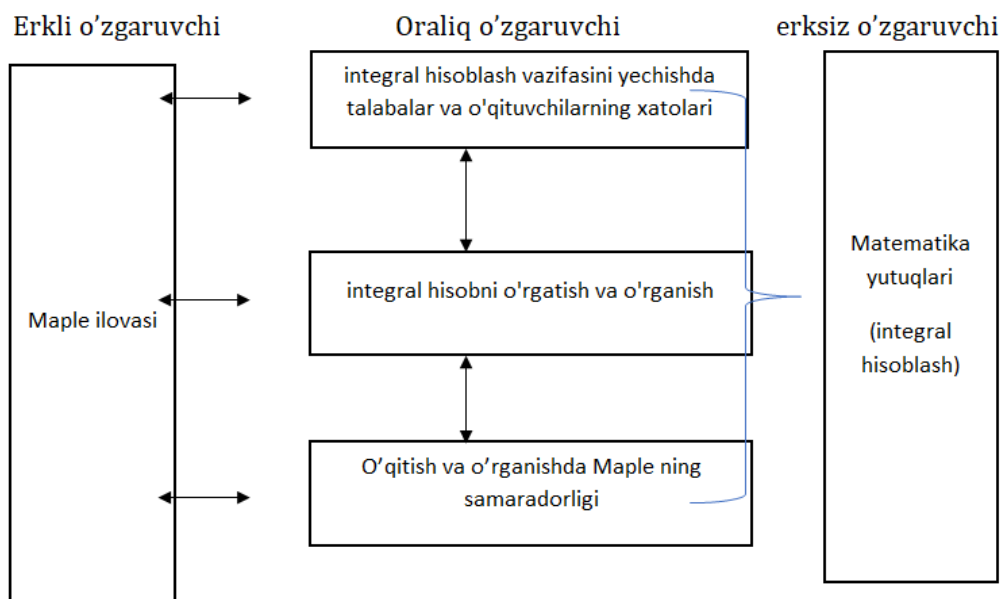 Erkli o’zgaruvchi
Oraliq o’zgaruvchi
erksiz o’zgaruvchi
Maple ilovasi
integral hisoblash vazifasini yechishda
talabalar va o'qituvchilarning xatolari
integral hisobni o'rgatish va o'rganish
O’qitish va o’rganishda Maple ning
samaradorligi
Matematika
yutuqlari
(integral
hisoblash)